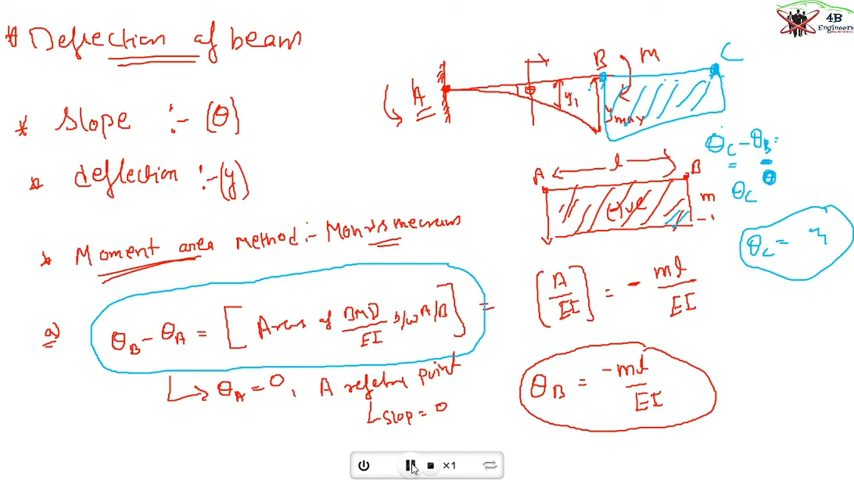 * Deflection of beam
* Slope :- (θ)
* deflection :- (y)
* Moment area method :- Mohr's theorem
a) θB - θA = [Area of BMD/EI b/w A/B] = [A/EI] = - ml/EI
↳ θA = 0, A reference point
↳ slop = 0
θB = -ml/EI
A
B
M
C
y1
ymax
A
l
B
(-)ve
m
θC - θB =
θC
θC =
4B
Engineers
×1